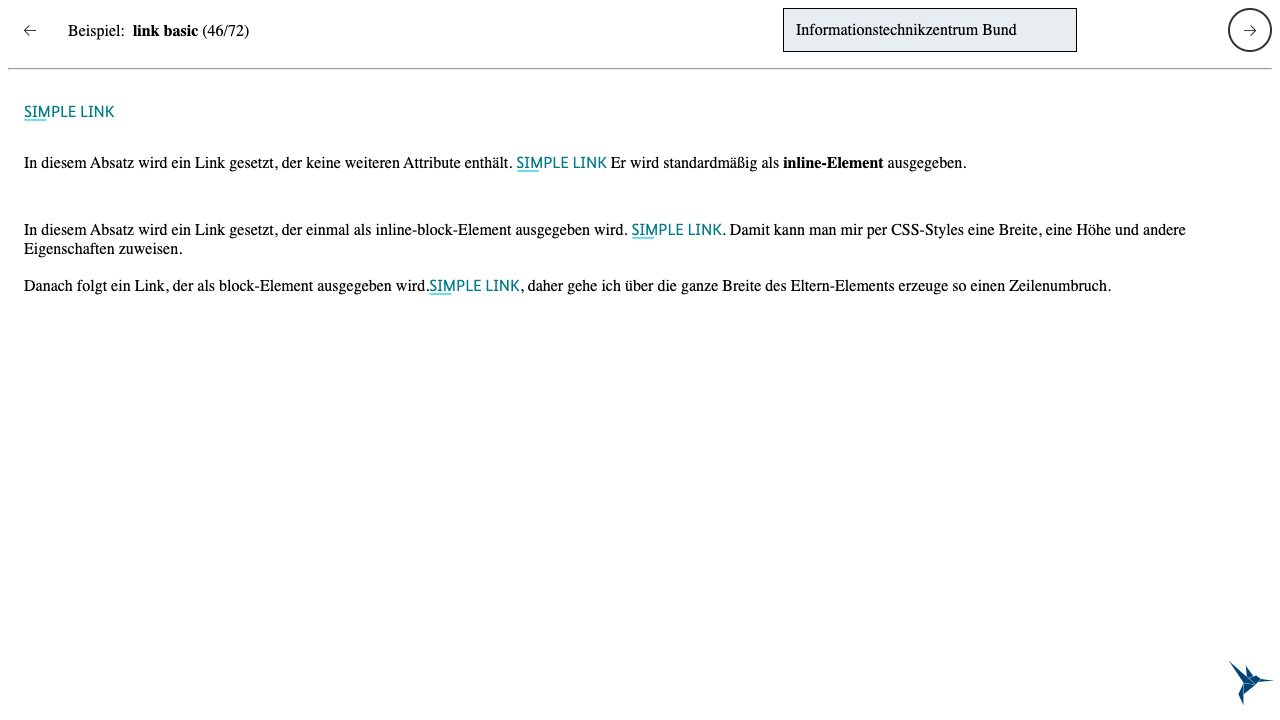 Beispiel: link basic (46/72)
Informationstechnikzentrum Bund
SIMPLE LINK
In diesem Absatz wird ein Link gesetzt, der keine weiteren Attribute enthält. SIMPLE LINK Er wird standardmäßig als inline-Element ausgegeben.
In diesem Absatz wird ein Link gesetzt, der einmal als inline-block-Element ausgegeben wird. SIMPLE LINK. Damit kann man mir per CSS-Styles eine Breite, eine Höhe und andere
Eigenschaften zuweisen.
Danach folgt ein Link, der als block-Element ausgegeben wird.SIMPLE LINK, daher gehe ich über die ganze Breite des Eltern-Elements erzeuge so einen Zeilenumbruch.